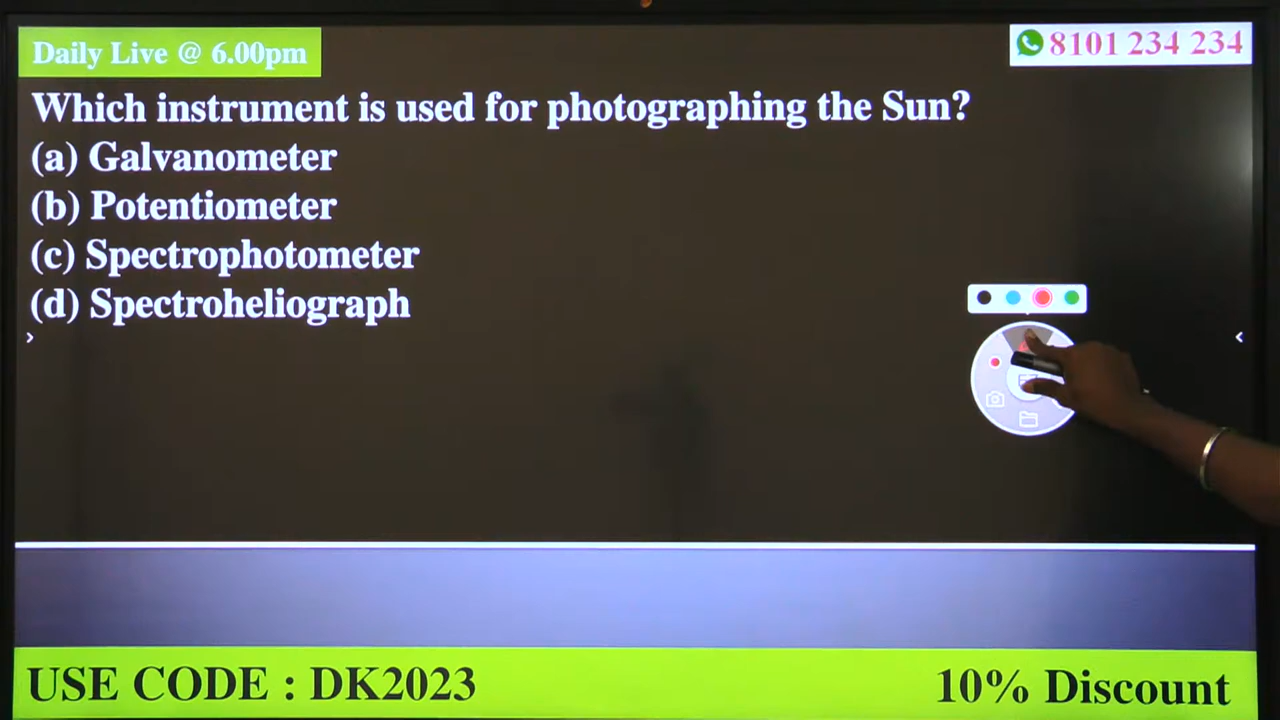 Daily Live @ 6.00pm
8101 234 234
Which instrument is used for photographing the Sun?
(a) Galvanometer
(b) Potentiometer
(c) Spectrophotometer
(d) Spectroheliograph
USE CODE : DK2023
10% Discount